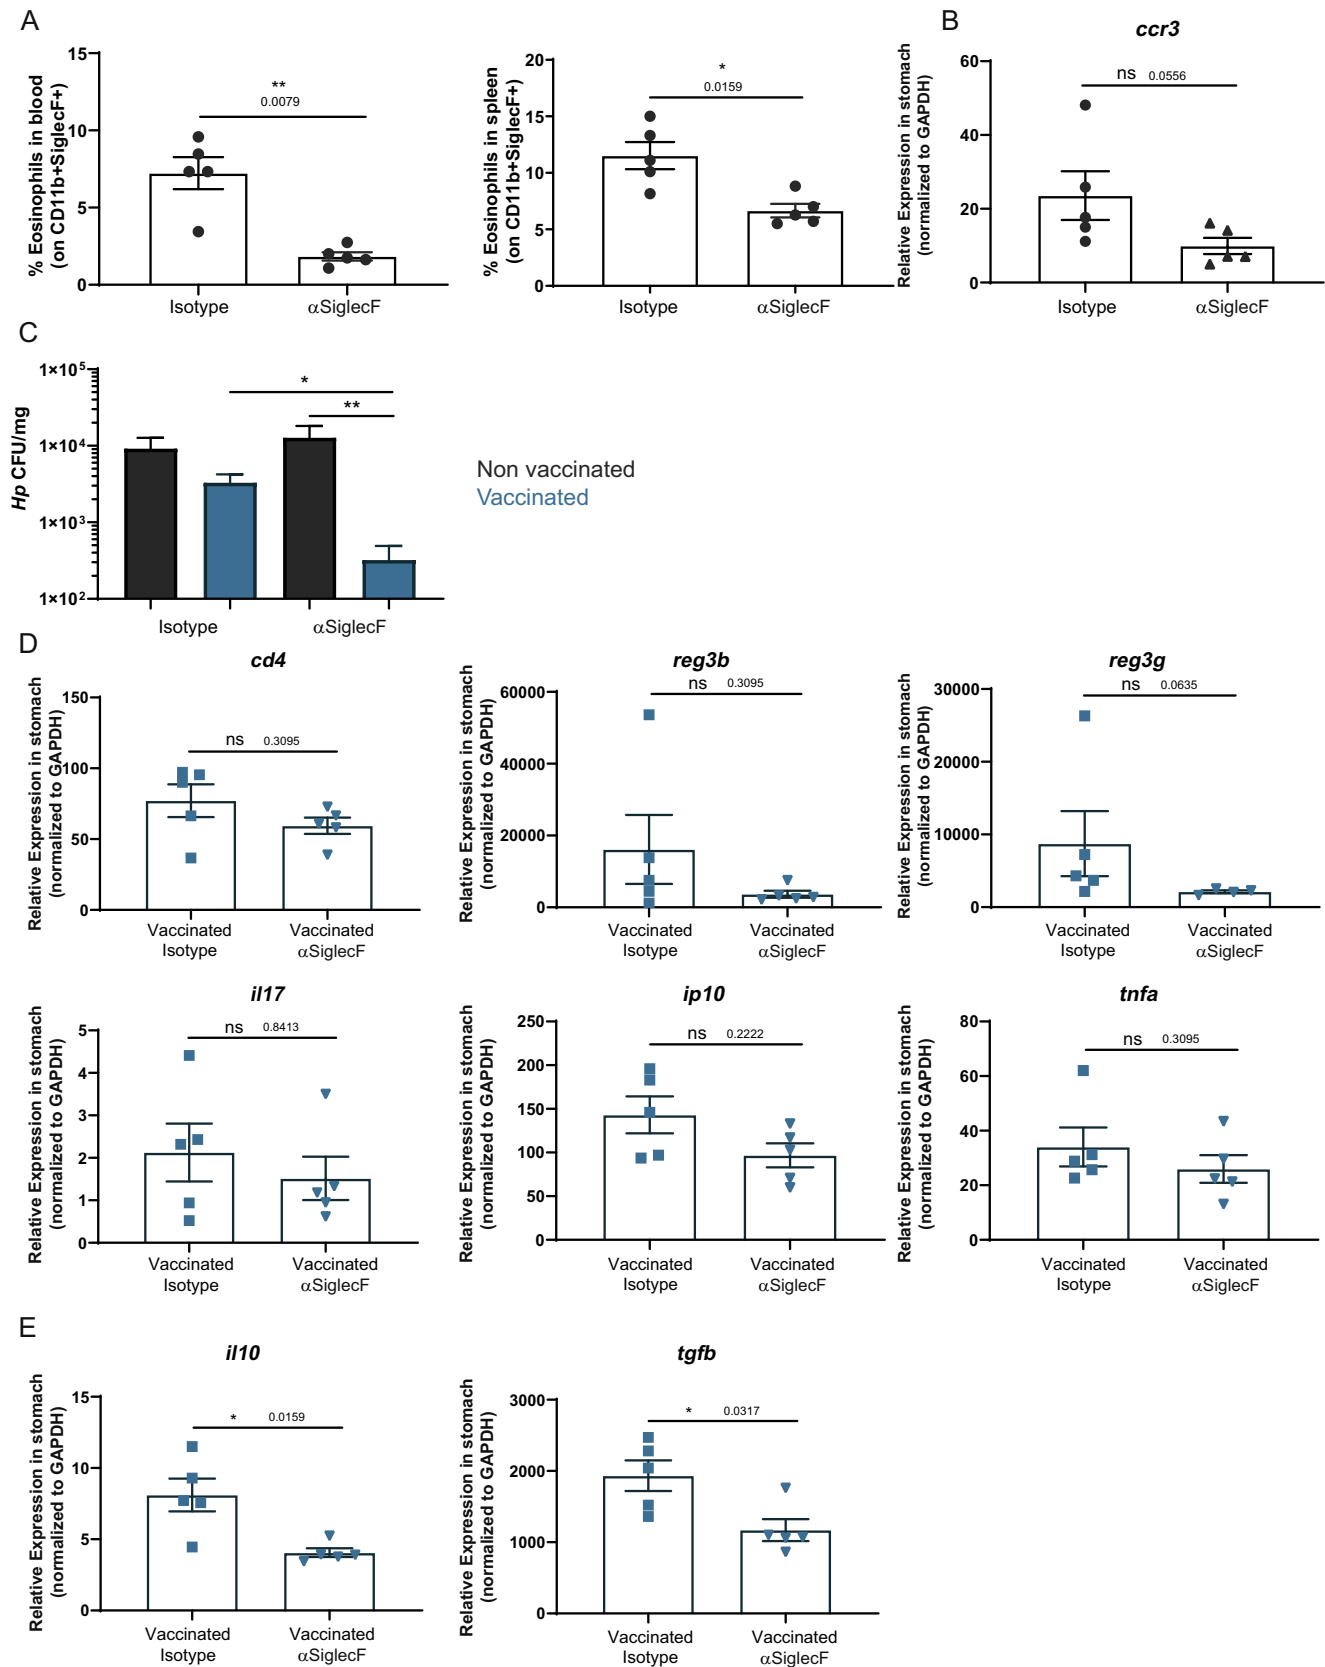 A
% Eosinophils in blood
(on CD11b+SiglecF+)
15
10
5
0
**
0.0079
Isotype
αSiglecF
% Eosinophils in spleen
(on CD11b+SiglecF+)
20
15
10
5
0
*
0.0159
Isotype
αSiglecF
B
ccr3
Relative Expression in stomach
(normalized to GAPDH)
60
40
20
0
ns 0.0556
Isotype
αSiglecF
C
Hp CFU/mg
1×10⁵
1×10⁴
1×10³
1×10²
*
**
Isotype
αSiglecF
Non vaccinated
Vaccinated
D
cd4
Relative Expression in stomach
(normalized to GAPDH)
150
100
50
0
ns 0.3095
Vaccinated
Isotype
Vaccinated
αSiglecF
reg3b
Relative Expression in stomach
(normalized to GAPDH)
60000
40000
20000
0
ns 0.3095
Vaccinated
Isotype
Vaccinated
αSiglecF
reg3g
Relative Expression in stomach
(normalized to GAPDH)
30000
20000
10000
0
ns 0.0635
Vaccinated
Isotype
Vaccinated
αSiglecF
il17
Relative Expression in stomach
(normalized to GAPDH)
5
4
3
2
1
0
ns 0.8413
Vaccinated
Isotype
Vaccinated
αSiglecF
ip10
Relative Expression in stomach
(normalized to GAPDH)
250
200
150
100
50
0
ns 0.2222
Vaccinated
Isotype
Vaccinated
αSiglecF
tnfa
Relative Expression in stomach
(normalized to GAPDH)
80
60
40
20
0
ns 0.3095
Vaccinated
Isotype
Vaccinated
αSiglecF
E
il10
Relative Expression in stomach
(normalized to GAPDH)
15
10
5
0
* 0.0159
Vaccinated
Isotype
Vaccinated
αSiglecF
tgfb
Relative Expression in stomach
(normalized to GAPDH)
3000
2000
1000
0
* 0.0317
Vaccinated
Isotype
Vaccinated
αSiglecF